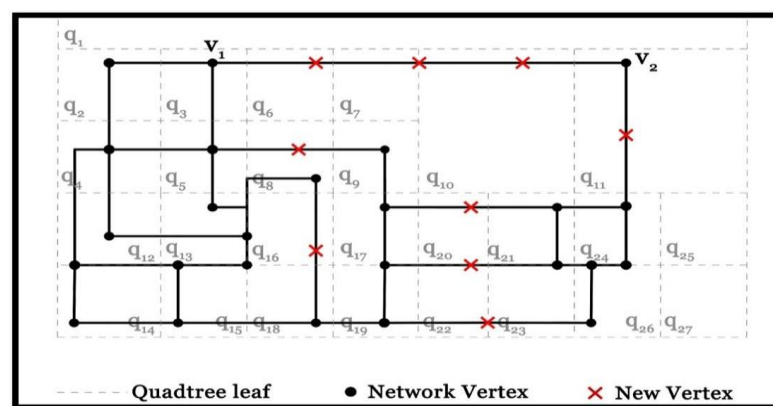 q1
v1
v2
q2 q3 q6 q7
q4 q5 q8 q9 q10 q11
q12 q13 q16 q17 q20 q21 q24 q25
q14 q15 q18 q19 q22 q23 q26 q27
Quadtree leaf Network Vertex New Vertex